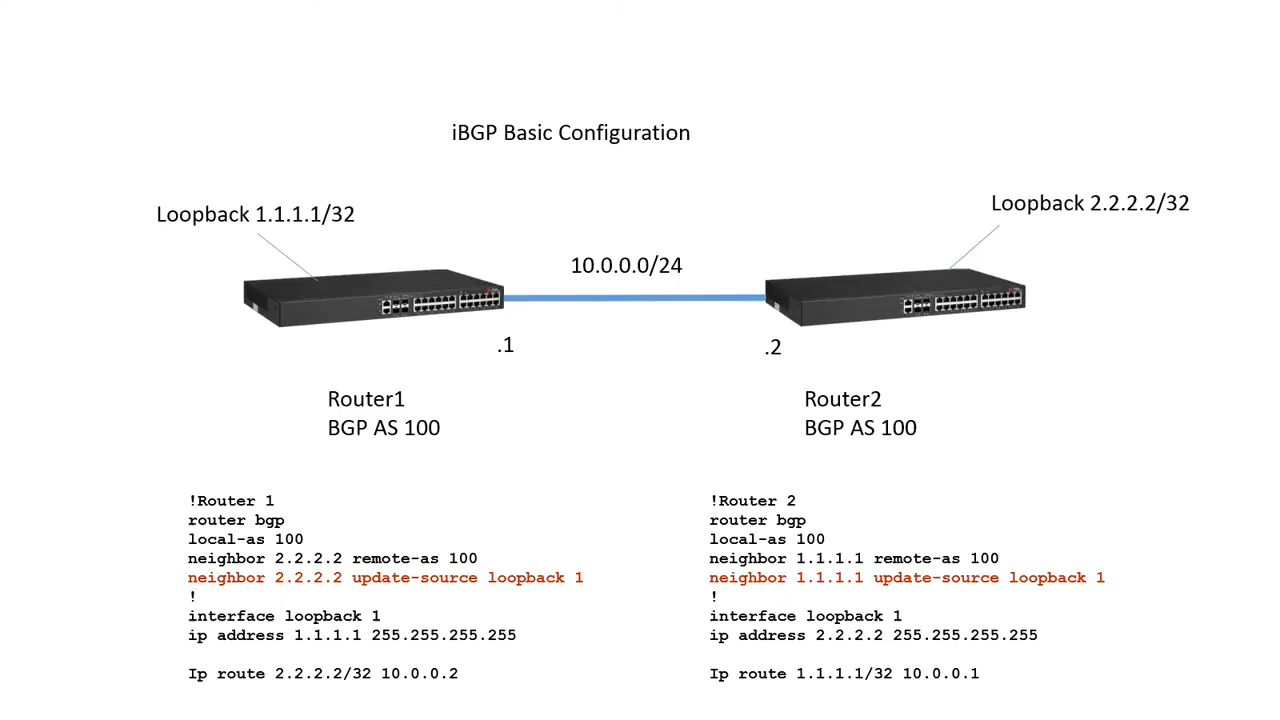 iBGP Basic Configuration
Loopback 1.1.1.1/32
Loopback 2.2.2.2/32
10.0.0.0/24
.1
.2
Router1
BGP AS 100
Router2
BGP AS 100
!Router 1
router bgp
local-as 100
neighbor 2.2.2.2 remote-as 100
neighbor 2.2.2.2 update-source loopback 1
!
interface loopback 1
ip address 1.1.1.1 255.255.255.255
Ip route 2.2.2.2/32 10.0.0.2
!Router 2
router bgp
local-as 100
neighbor 1.1.1.1 remote-as 100
neighbor 1.1.1.1 update-source loopback 1
!
interface loopback 1
ip address 2.2.2.2 255.255.255.255
Ip route 1.1.1.1/32 10.0.0.1